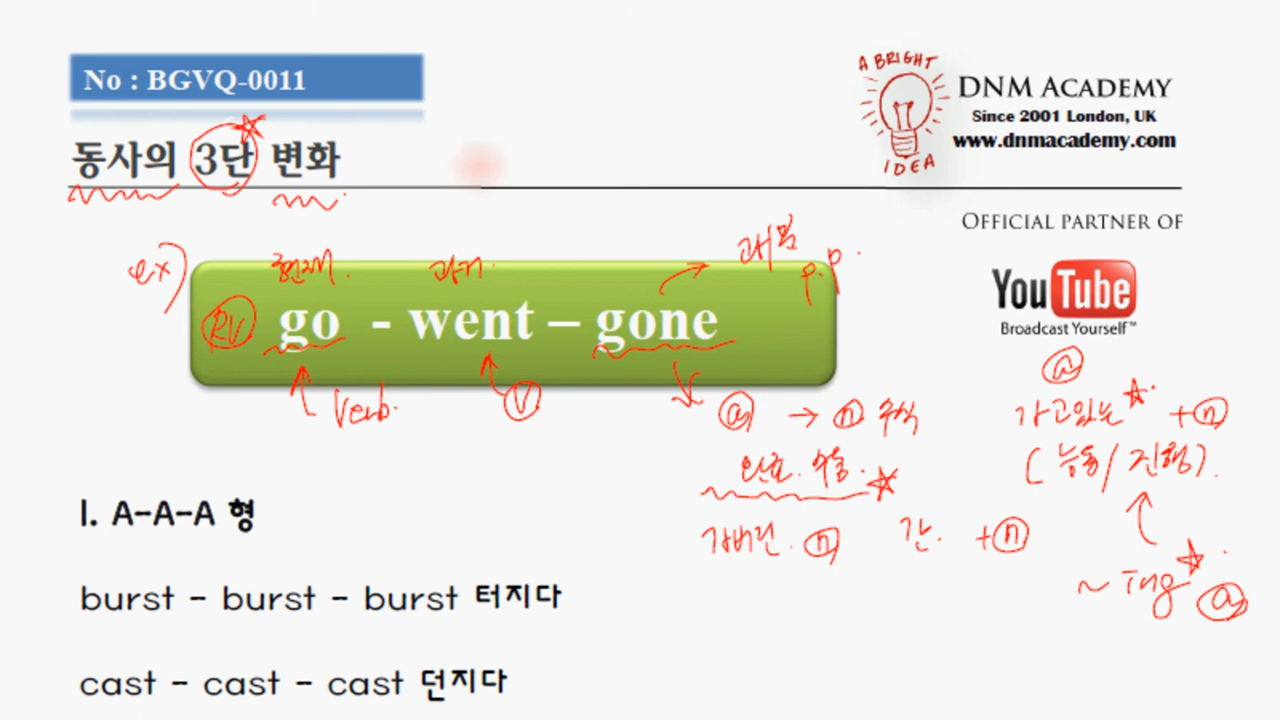 No : BGVQ-0011
A BRIGHT IDEA
DNM ACADEMY
Since 2001 London, UK
www.dnmacademy.com
동사의 3단 변화
OFFICIAL PARTNER OF
YouTube
Broadcast Yourself™
ex) 현재. 과거. 과분 p.p.
RV go - went – gone
Verb. V
a → n 주식
완료. 수동.
가버린. n 간. + n
a
가고있는 + n
(능동/진행).
~ ing a
I. A-A-A 형
burst - burst - burst 터지다
cast - cast - cast 던지다